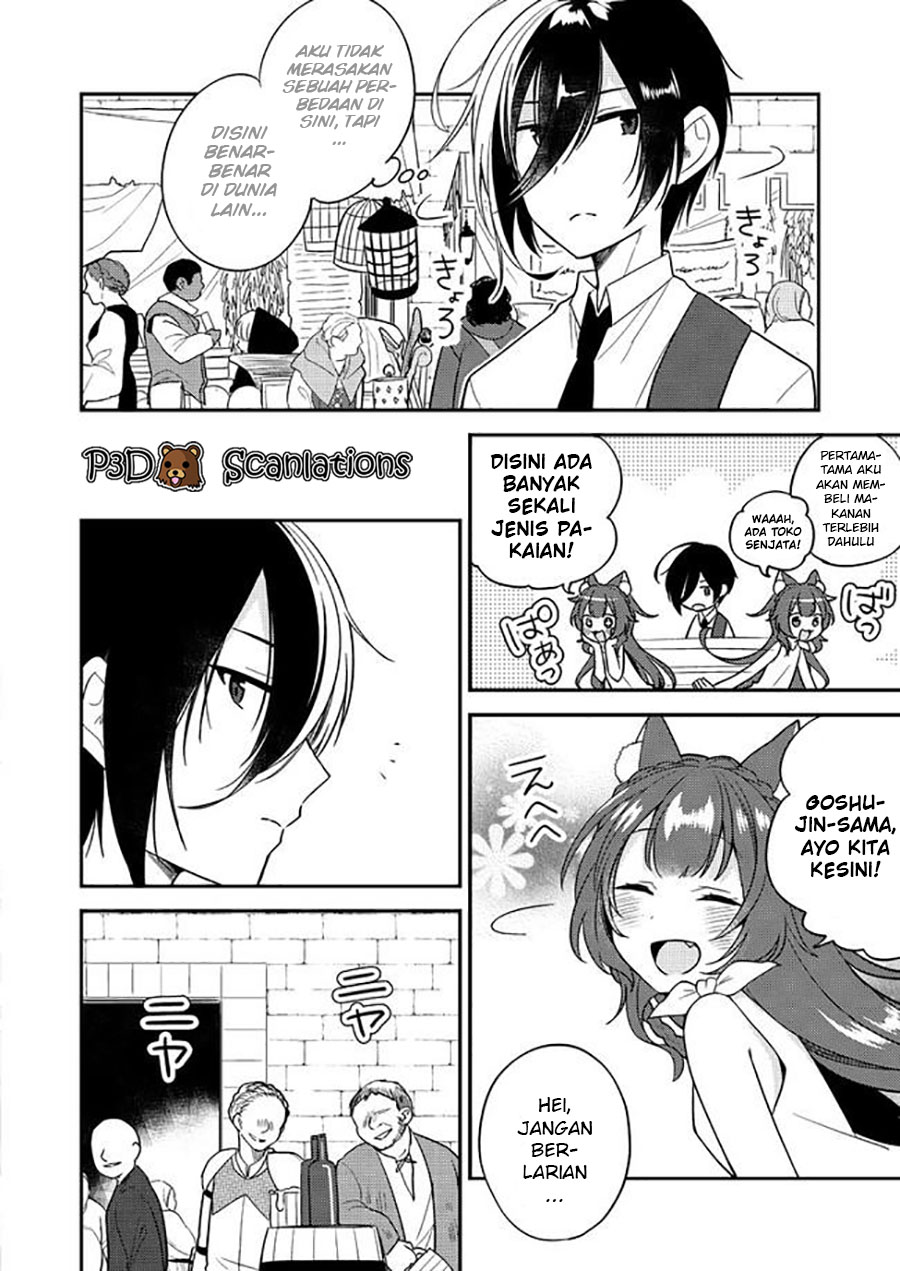 AKU TIDAK
MERASAKAN
SEBUAH PER-
BEDAAN DI
SINI, TAPI
...
DISINI
BENAR-
BENAR
DI DUNIA
LAIN...
きょろ
きょろ
P3D Scanlations
PERTAMA-
TAMA AKU
AKAN MEM-
BELI MA-
KANAN
TERLEBIH
DAHULU
WAAAH,
ADA TOKO
SENJATA!
DISINI ADA
BANYAK
SEKALI
JENIS PA-
KAIAN!
ばっ
ぱあっ
GOSHU-
JIN-SAMA,
AYO KITA
KESINI!
えへへ
HEI,
JANGAN
BER-
LARIAN
...
ニヤ
ニヤ